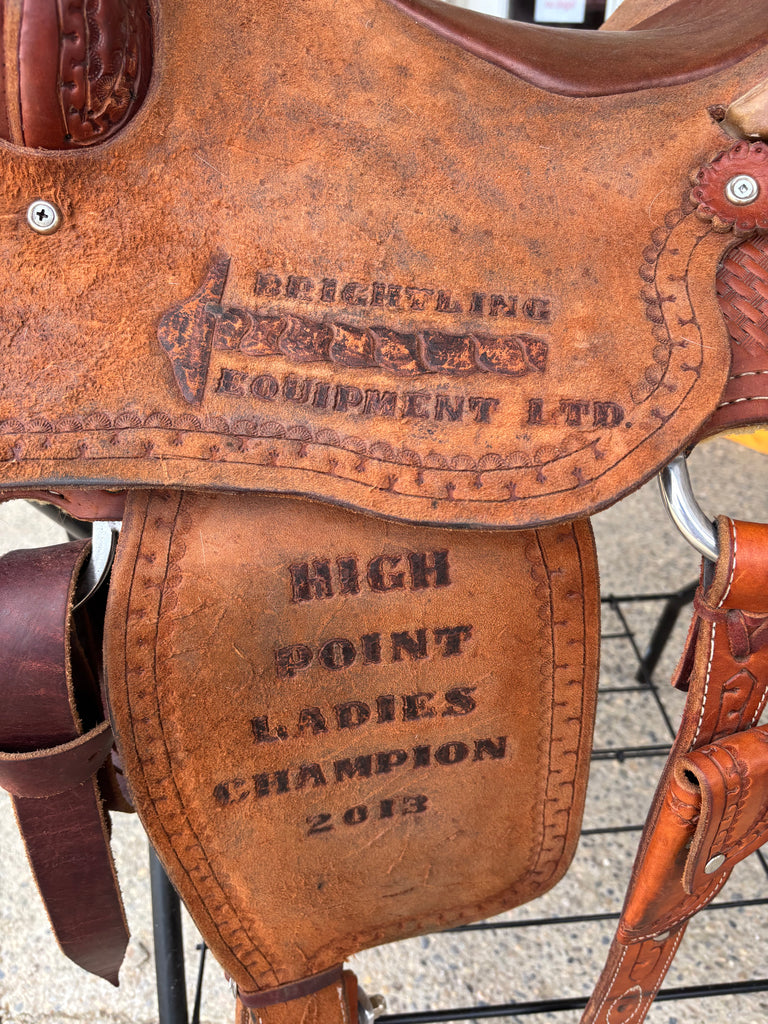 BRIGHTLING
EQUIPMENT LTD.
HIGH
POINT
LADIES
CHAMPION
2013